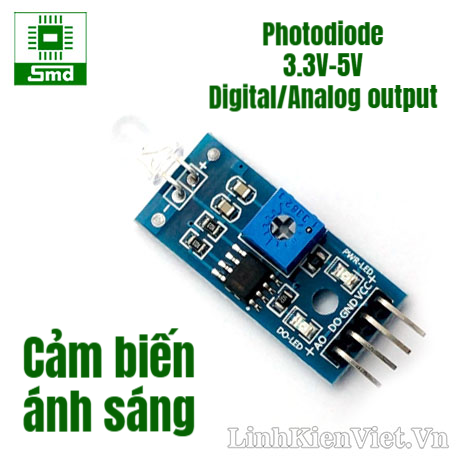 Smd
Photodiode
3.3V-5V
Digital/Analog output
PWR-LED
VCC
GND
DO
AO
DO-LED
Cảm biến
ánh sáng
LinhKienViet.Vn